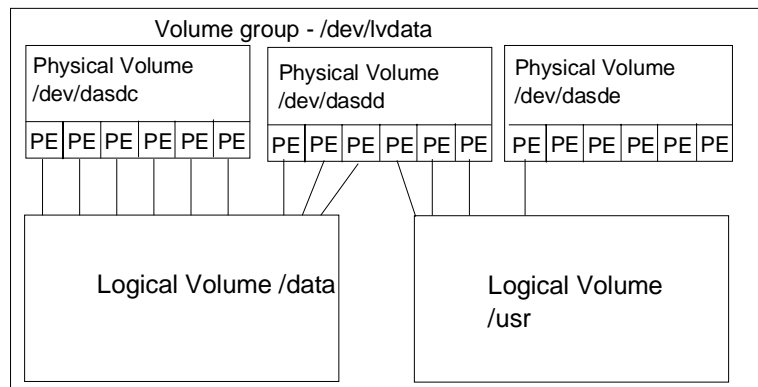 Volume group - /dev/lvdata
Physical Volume
/dev/dasdc
PE PE PE PE PE PE
Physical Volume
/dev/dasdd
PE PE PE PE PE PE
Physical Volume
/dev/dasde
PE PE PE PE PE PE
Logical Volume /data
Logical Volume
/usr